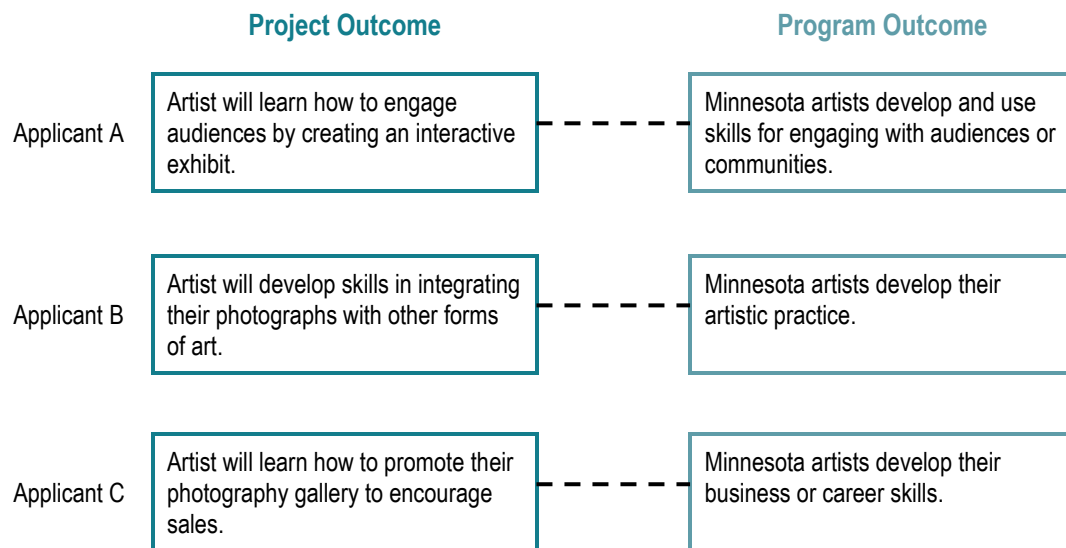 Project Outcome
Program Outcome
Applicant A
Artist will learn how to engage
audiences by creating an interactive
exhibit.
Minnesota artists develop and use
skills for engaging with audiences or
communities.
Applicant B
Artist will develop skills in integrating
their photographs with other forms
of art.
Minnesota artists develop their
artistic practice.
Applicant C
Artist will learn how to promote their
photography gallery to encourage
sales.
Minnesota artists develop their
business or career skills.